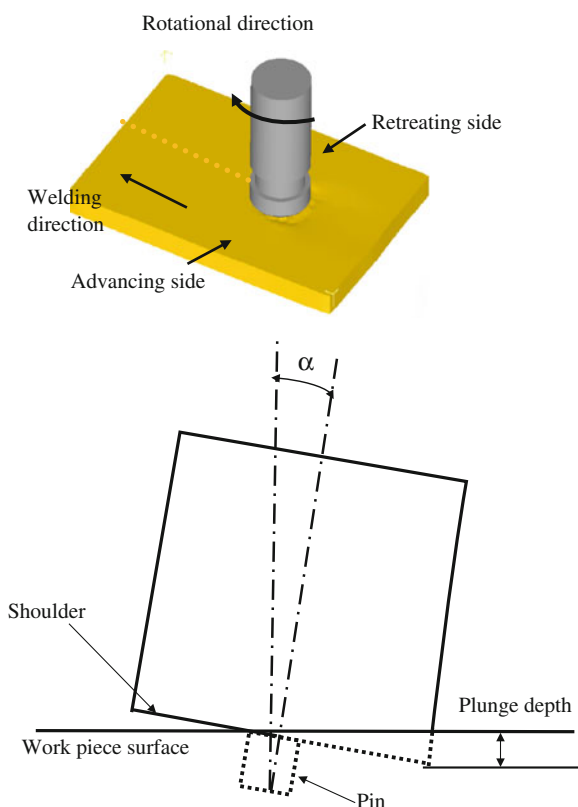 Rotational direction
Retreating side
Welding
direction
Advancing side
α
Shoulder
Plunge depth
Work piece surface
Pin